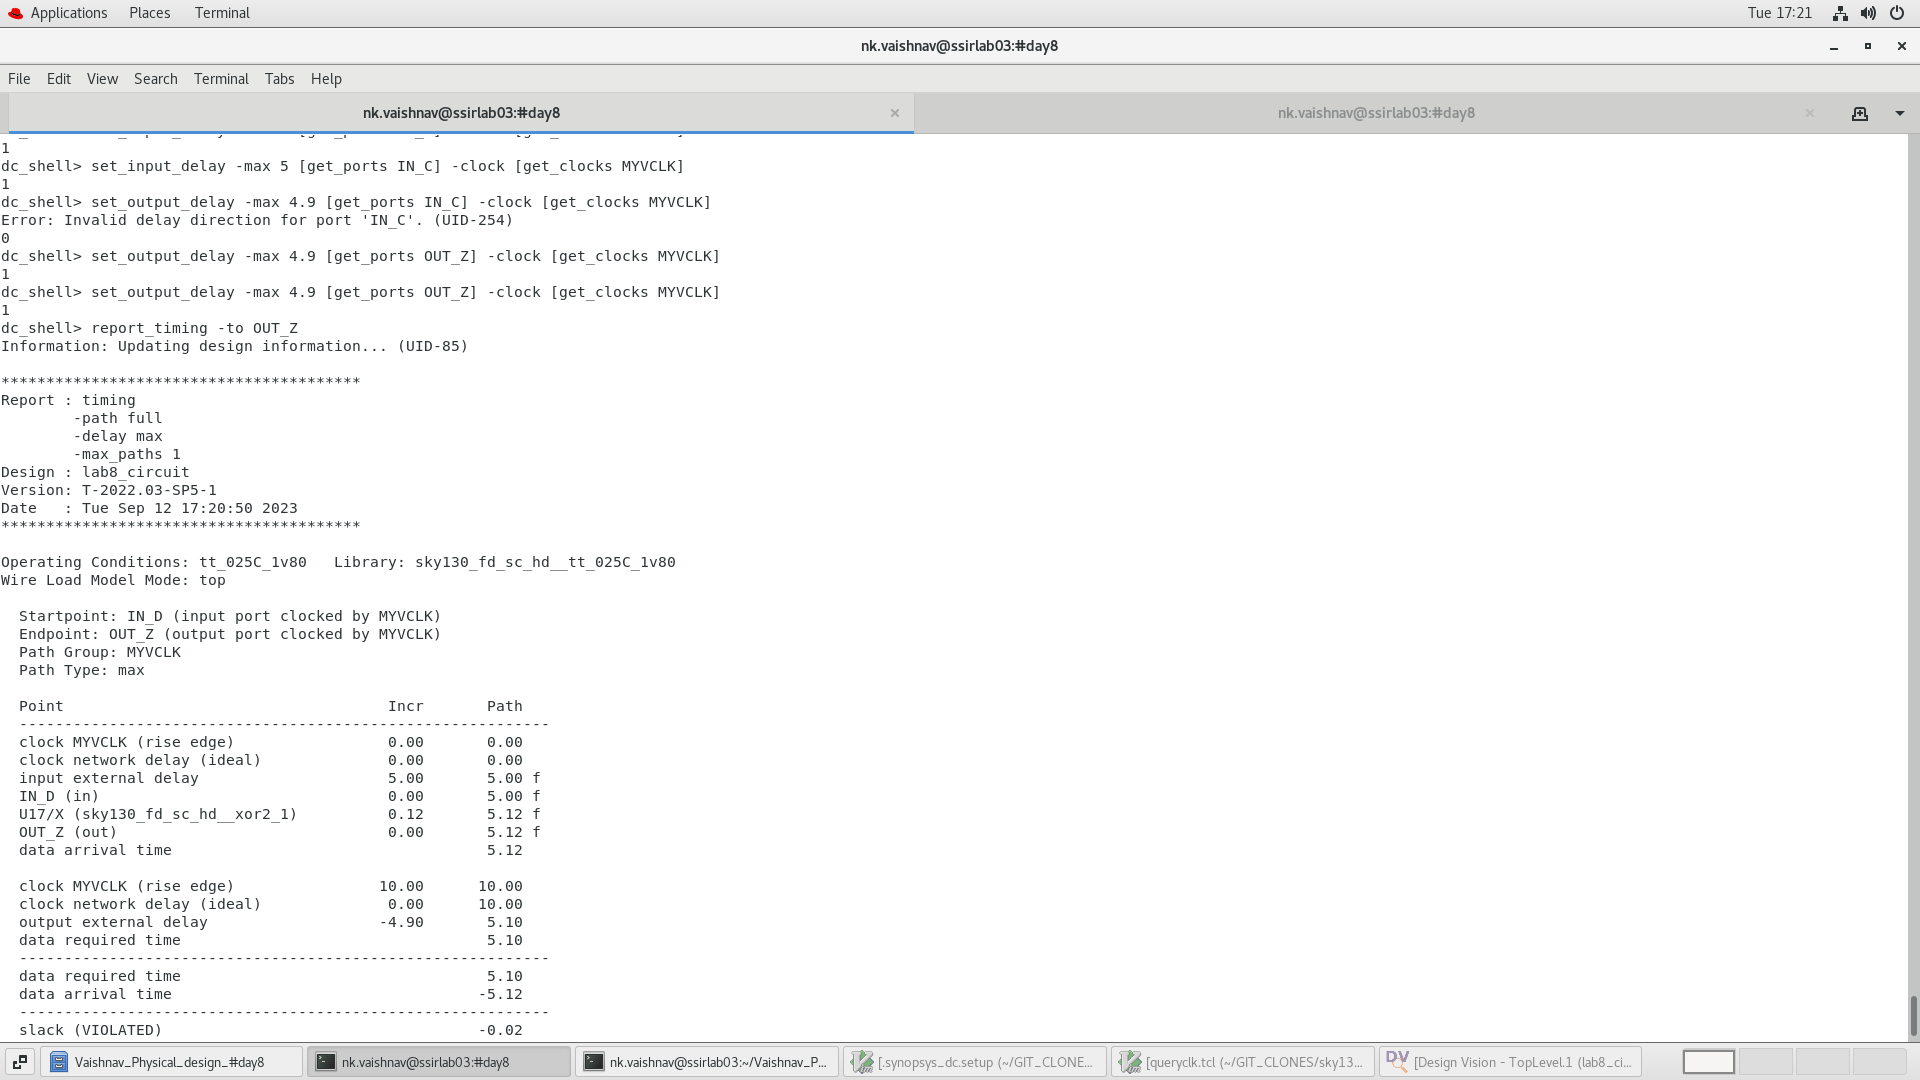 Applications Places Terminal Tue 17:21
nk.vaishnav@ssirlab03:#day8
File Edit View Search Terminal Tabs Help
nk.vaishnav@ssirlab03:#day8 × nk.vaishnav@ssirlab03:#day8 ×
1
dc_shell> set_input_delay -max 5 [get_ports IN_C] -clock [get_clocks MYVCLK]
1
dc_shell> set_output_delay -max 4.9 [get_ports IN_C] -clock [get_clocks MYVCLK]
Error: Invalid delay direction for port 'IN_C'. (UID-254)
0
dc_shell> set_output_delay -max 4.9 [get_ports OUT_Z] -clock [get_clocks MYVCLK]
1
dc_shell> set_output_delay -max 4.9 [get_ports OUT_Z] -clock [get_clocks MYVCLK]
1
dc_shell> report_timing -to OUT_Z
Information: Updating design information... (UID-85)
****************************************
Report : timing
-path full
-delay max
-max_paths 1
Design : lab8_circuit
Version: T-2022.03-SP5-1
Date   : Tue Sep 12 17:20:50 2023
****************************************
Operating Conditions: tt_025C_1v80   Library: sky130_fd_sc_hd__tt_025C_1v80
Wire Load Model Mode: top
Startpoint: IN_D (input port clocked by MYVCLK)
Endpoint: OUT_Z (output port clocked by MYVCLK)
Path Group: MYVCLK
Path Type: max
Point                                    Incr       Path
-----------------------------------------------------------
clock MYVCLK (rise edge)                 0.00       0.00
clock network delay (ideal)              0.00       0.00
input external delay                     5.00       5.00 f
IN_D (in)                                0.00       5.00 f
U17/X (sky130_fd_sc_hd__xor2_1)          0.12       5.12 f
OUT_Z (out)                              0.00       5.12 f
data arrival time                                   5.12
clock MYVCLK (rise edge)                10.00      10.00
clock network delay (ideal)              0.00      10.00
output external delay                   -4.90       5.10
data required time                                  5.10
-----------------------------------------------------------
data required time                                  5.10
data arrival time                                  -5.12
-----------------------------------------------------------
slack (VIOLATED)                                   -0.02
Vaishnav_Physical_design_#day8 nk.vaishnav@ssirlab03:#day8 nk.vaishnav@ssirlab03:~/Vaishnav_P... [.synopsys_dc.setup (~/GIT_CLONE... [queryclk.tcl (~/GIT_CLONES/sky13... DV [Design Vision - TopLevel.1 (lab8_ci...